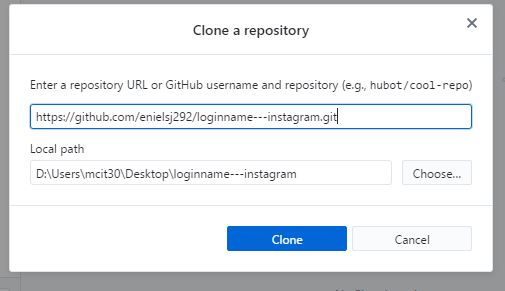 Clone a repository
Enter a repository URL or GitHub username and repository (e.g., hubot/cool-repo)
https://github.com/enielsj292/loginname---instagram.git
Local path
D:\Users\mcit30\Desktop\loginname---instagram
Choose...
Clone
Cancel